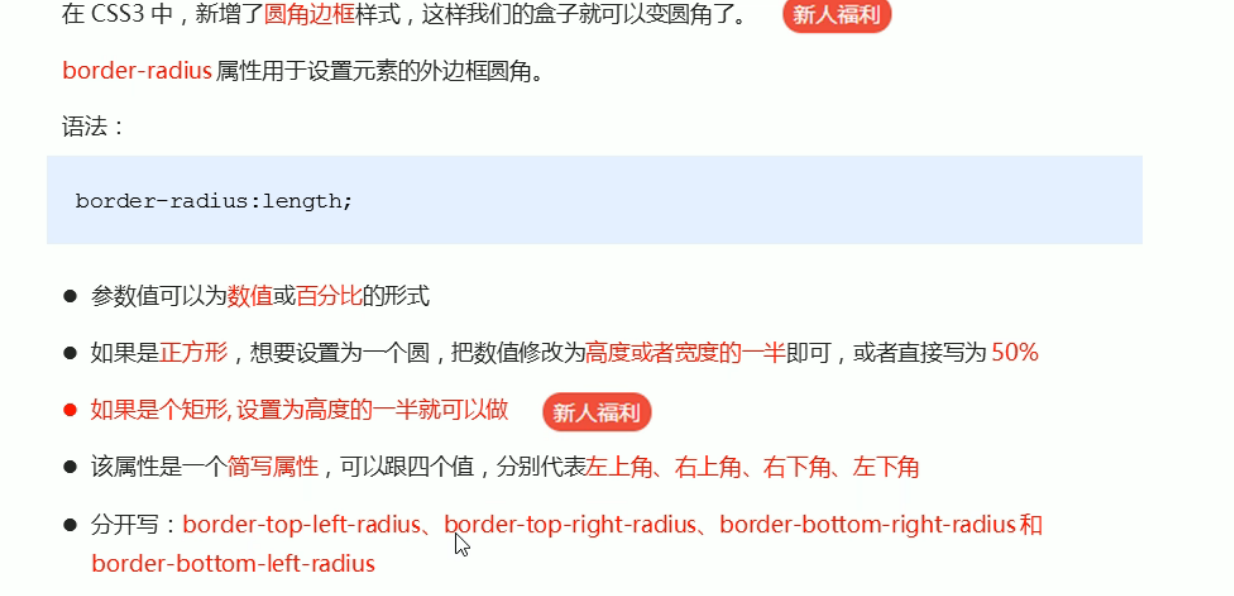 在 CSS3 中，新增了圆角边框样式，这样我们的盒子就可以变圆角了。 新人福利
border-radius 属性用于设置元素的外边框圆角。
语法：
border-radius:length;
● 参数值可以为数值或百分比的形式
● 如果是正方形，想要设置为一个圆，把数值修改为高度或者宽度的一半即可，或者直接写为 50%
● 如果是个矩形, 设置为高度的一半就可以做 新人福利
● 该属性是一个简写属性，可以跟四个值，分别代表左上角、右上角、右下角、左下角
● 分开写：border-top-left-radius、border-top-right-radius、border-bottom-right-radius 和
border-bottom-left-radius